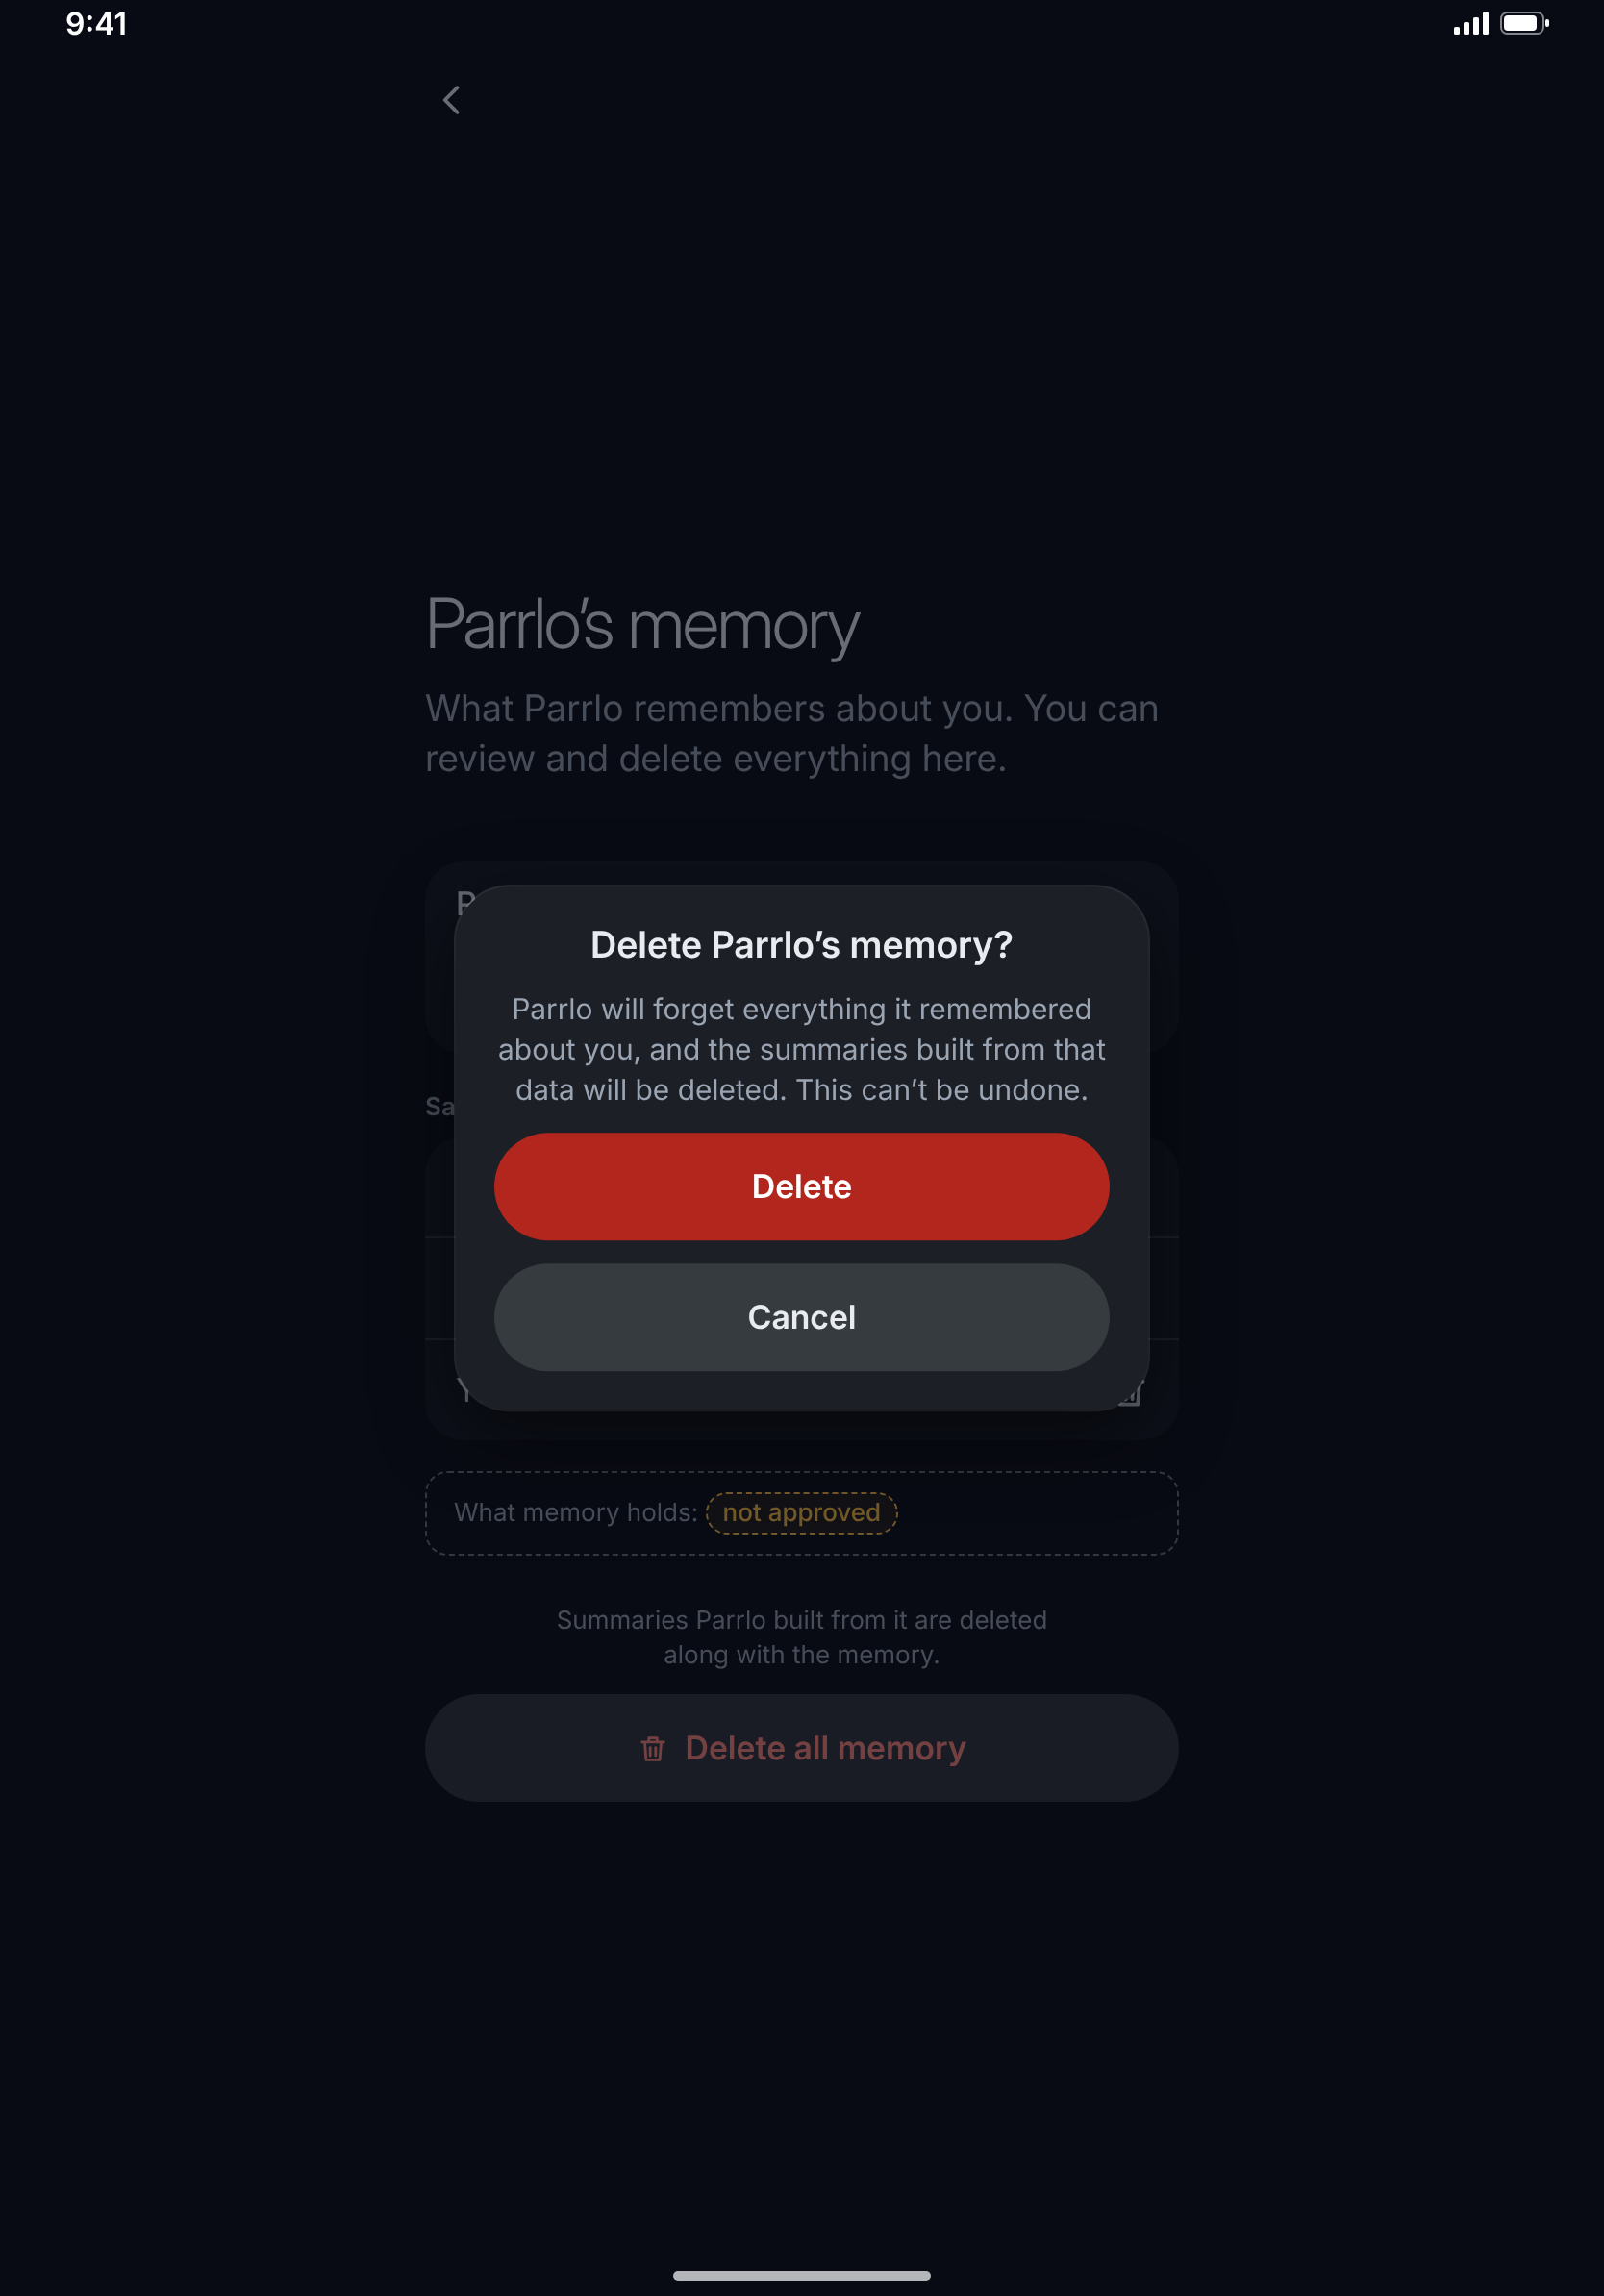 9:41
Parrlo’s memory
What Parrlo remembers about you. You can
review and delete everything here.
Delete Parrlo’s memory?
Parrlo will forget everything it remembered
about you, and the summaries built from that
data will be deleted. This can’t be undone.
Delete
Cancel
What memory holds: not approved
Summaries Parrlo built from it are deleted
along with the memory.
Delete all memory